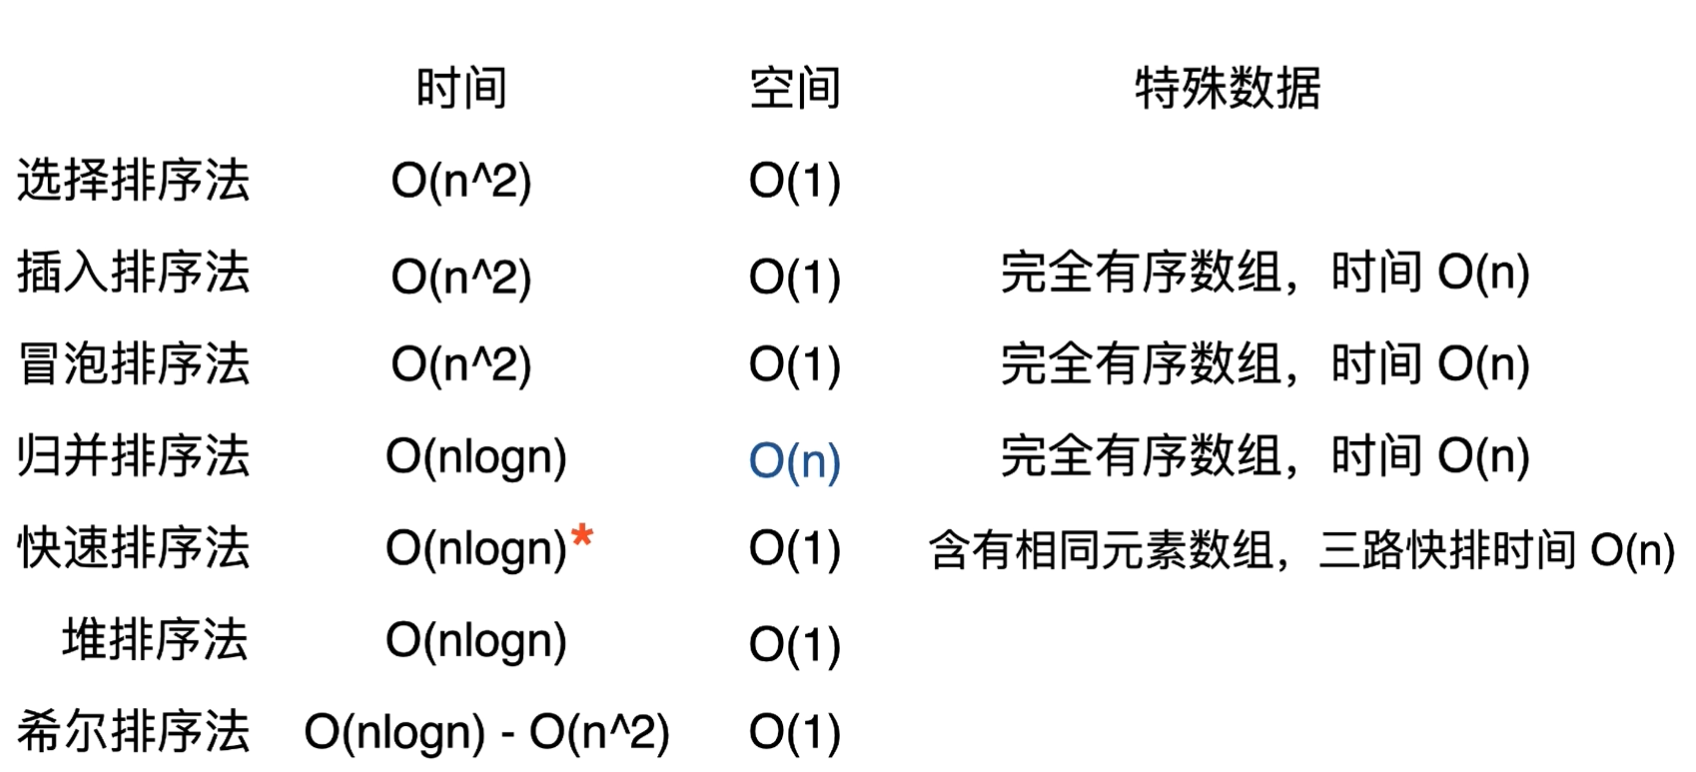 时间 空间 特殊数据
选择排序法 O(n^2) O(1)
插入排序法 O(n^2) O(1) 完全有序数组，时间 O(n)
冒泡排序法 O(n^2) O(1) 完全有序数组，时间 O(n)
归并排序法 O(nlogn) O(n) 完全有序数组，时间 O(n)
快速排序法 O(nlogn)* O(1) 含有相同元素数组，三路快排时间 O(n)
堆排序法 O(nlogn) O(1)
希尔排序法 O(nlogn) - O(n^2) O(1)